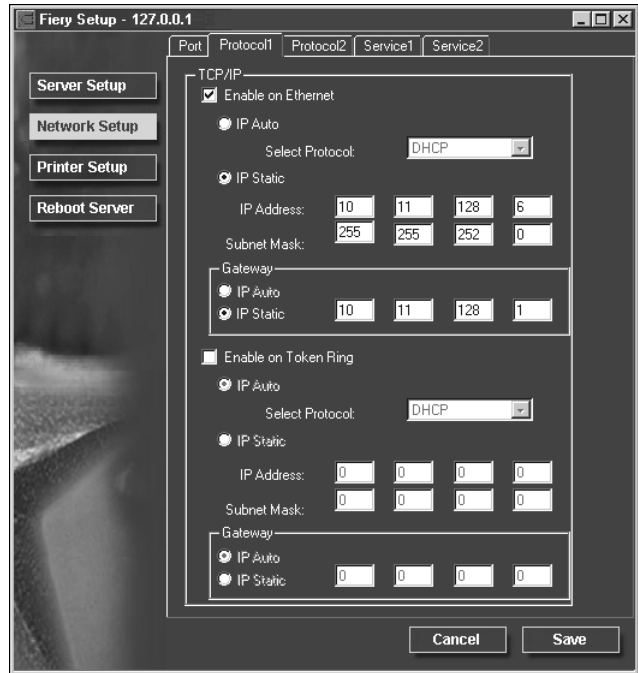 Fiery Setup - 127.0.0.1
Port Protocol1 Protocol2 Service1 Service2
Server Setup
Network Setup
Printer Setup
Reboot Server
TCP/IP
Enable on Ethernet
IP Auto
Select Protocol: DHCP
IP Static
IP Address: 10 11 128 6
Subnet Mask: 255 255 252 0
Gateway
IP Auto
IP Static 10 11 128 1
Enable on Token Ring
IP Auto
Select Protocol: DHCP
IP Static
IP Address: 0 0 0 0
Subnet Mask: 0 0 0 0
Gateway
IP Auto
IP Static 0 0 0 0
Cancel Save